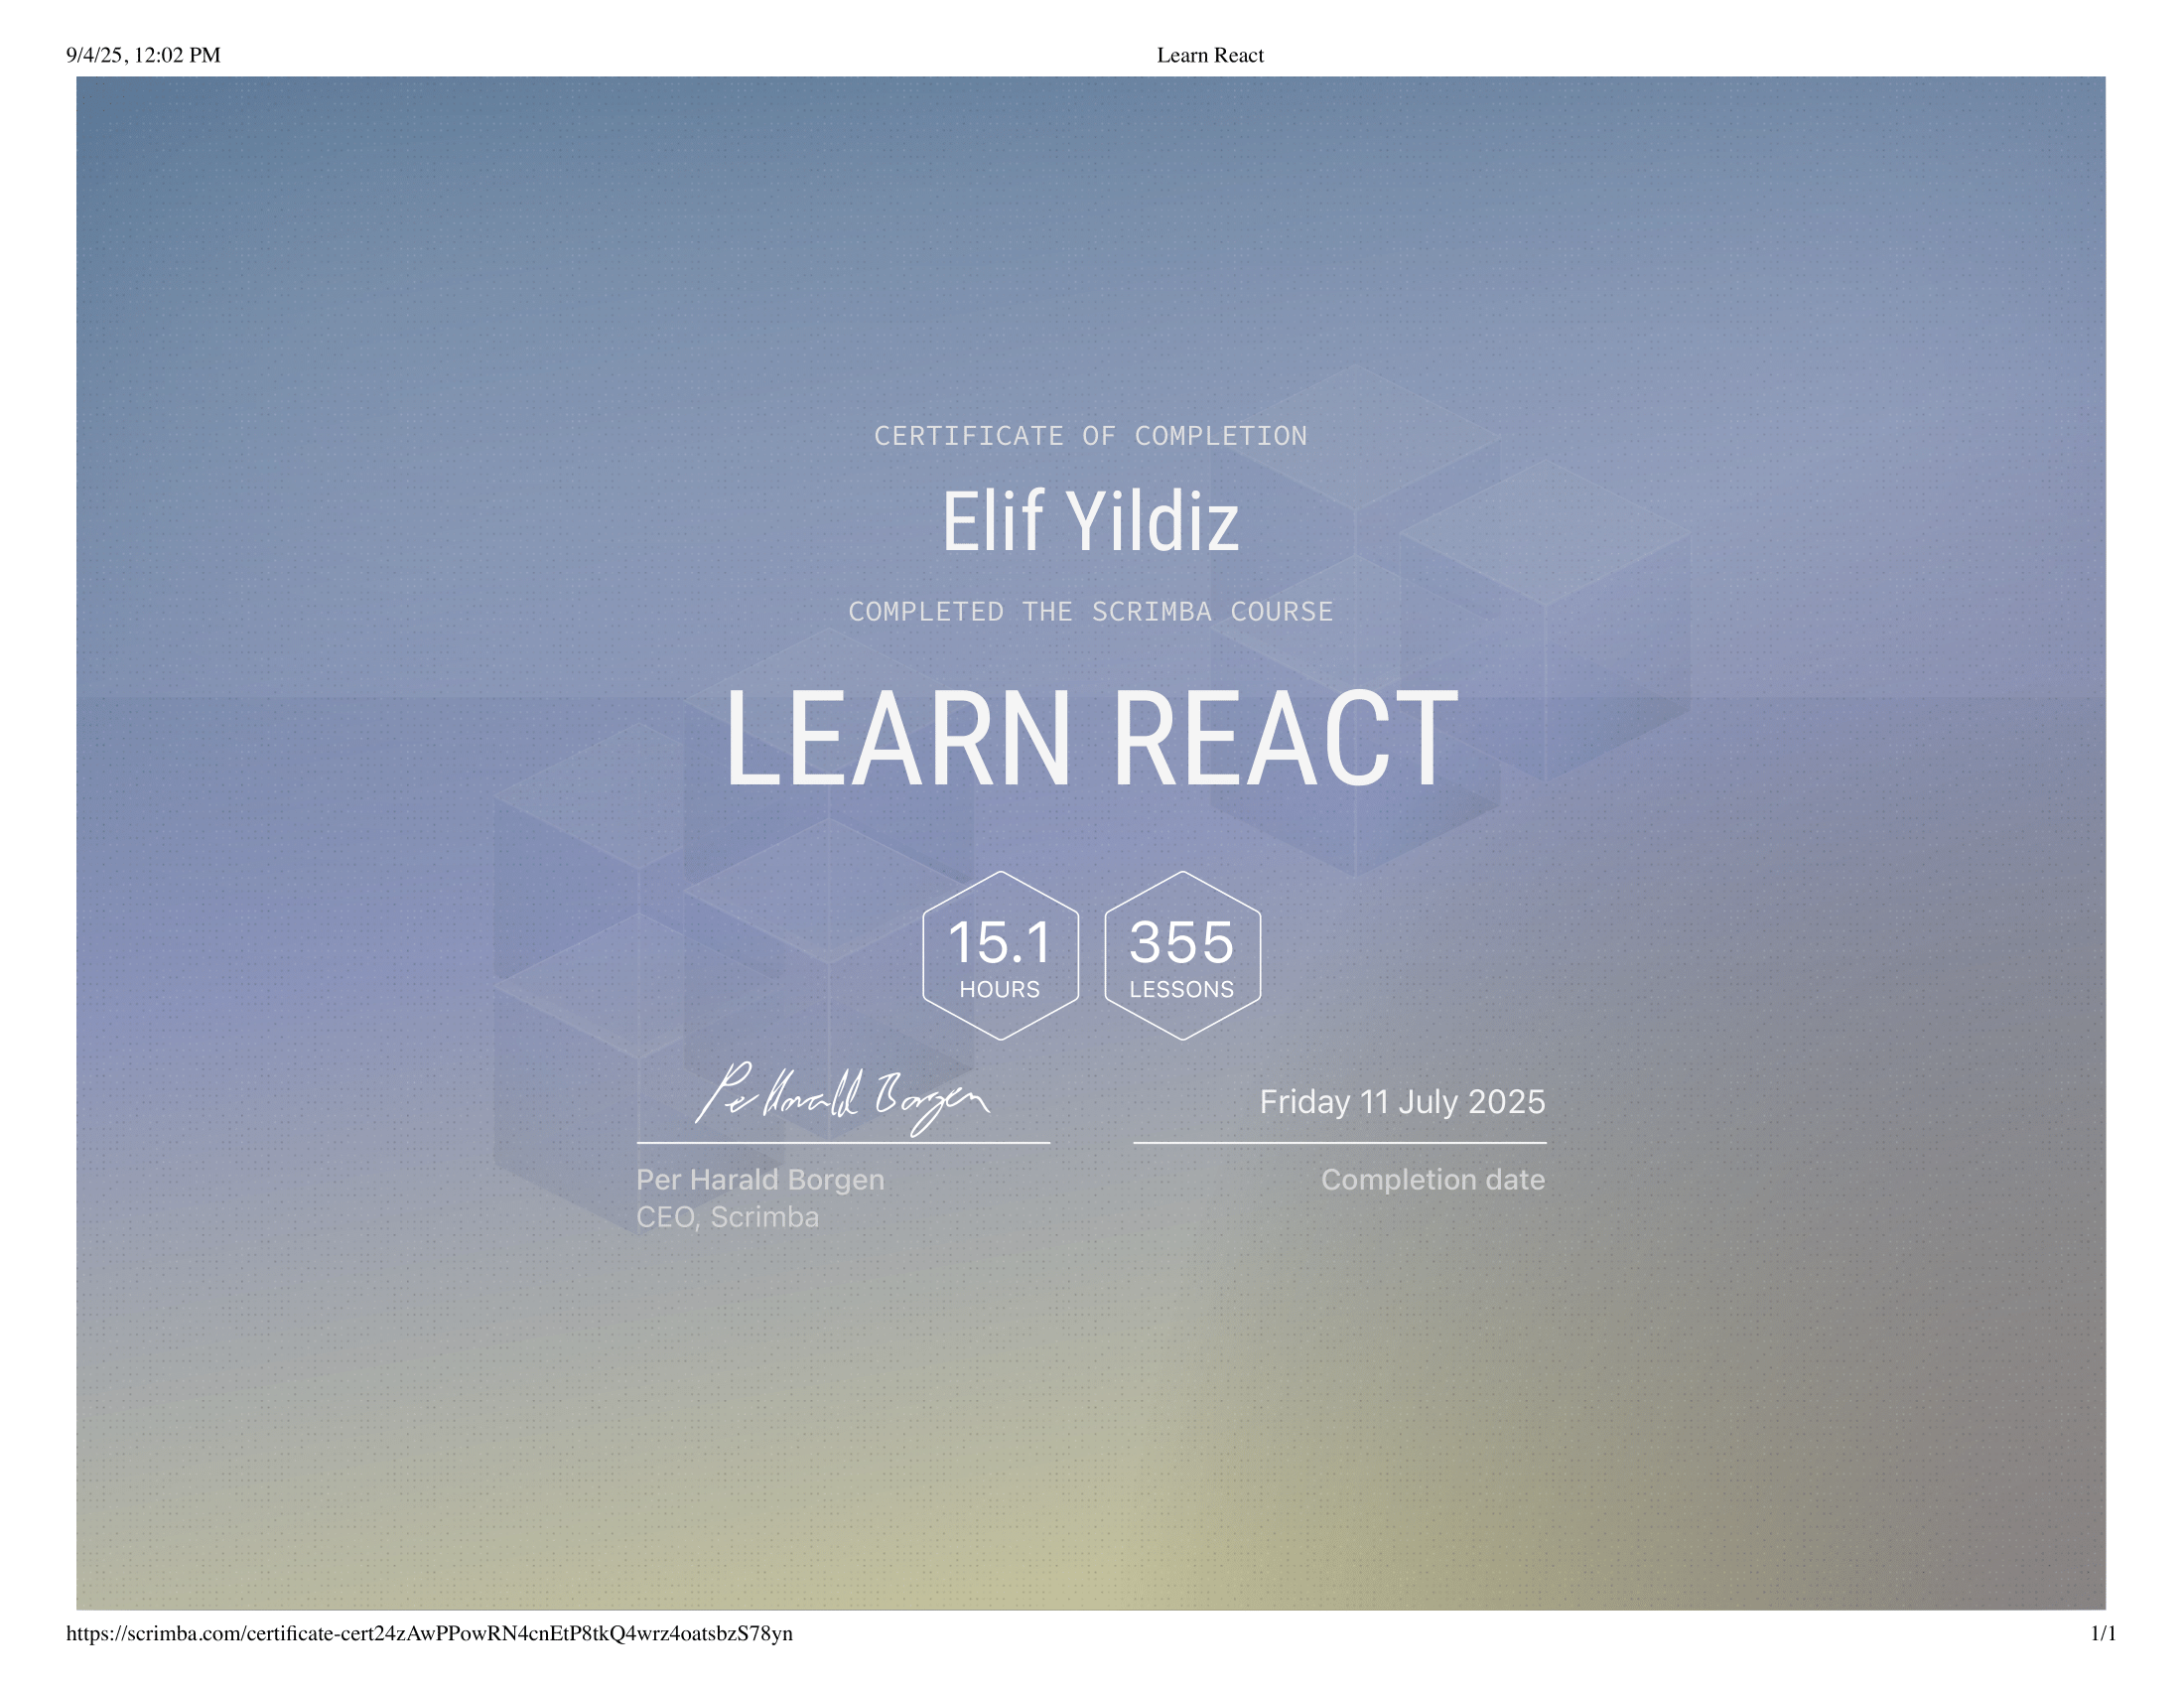 9/4/25, 12:02 PM Learn React
CERTIFICATE OF COMPLETION
Elif Yildiz
COMPLETED THE SCRIMBA COURSE
LEARN REACT
15.1 355
HOURS LESSONS
Per Harald Borgen Friday 11 July 2025
Per Harald Borgen Completion date
CEO, Scrimba
https://scrimba.com/certificate-cert24zAwPPowRN4cnEtP8tkQ4wrz4oatsbzS78yn 1/1